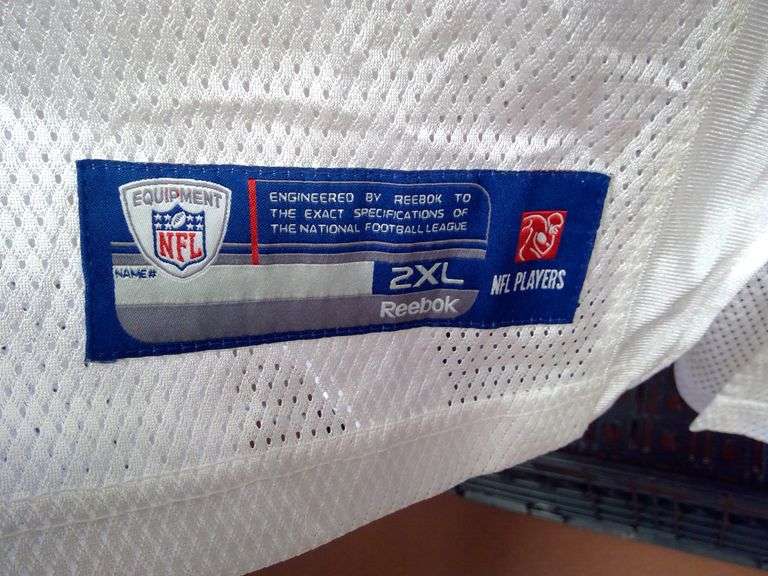 EQUIPMENT
NFL
ENGINEERED BY REEBOK TO
THE EXACT SPECIFICATIONS OF
THE NATIONAL FOOTBALL LEAGUE
NAME#
2XL
Reebok
NFL PLAYERS